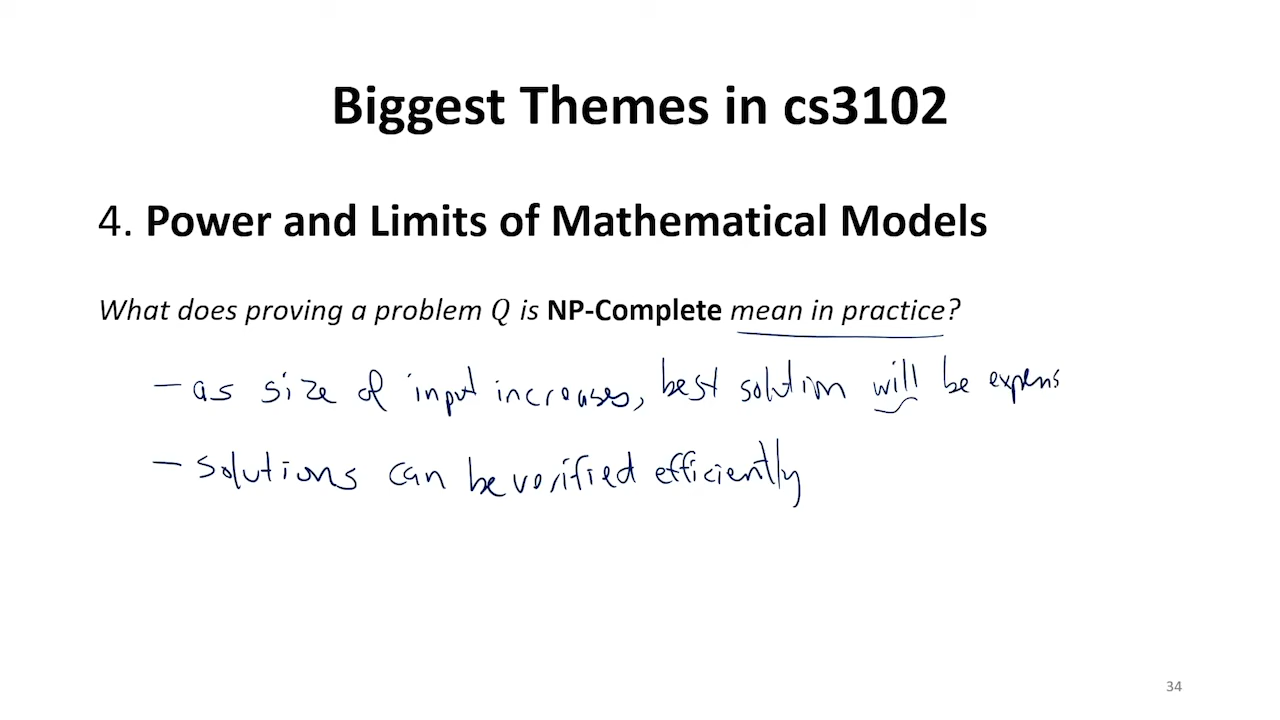 Biggest Themes in cs3102
4. Power and Limits of Mathematical Models
What does proving a problem Q is NP-Complete mean in practice?
– as size of input increases, best solution will be expens
– solutions can be verified efficiently
34